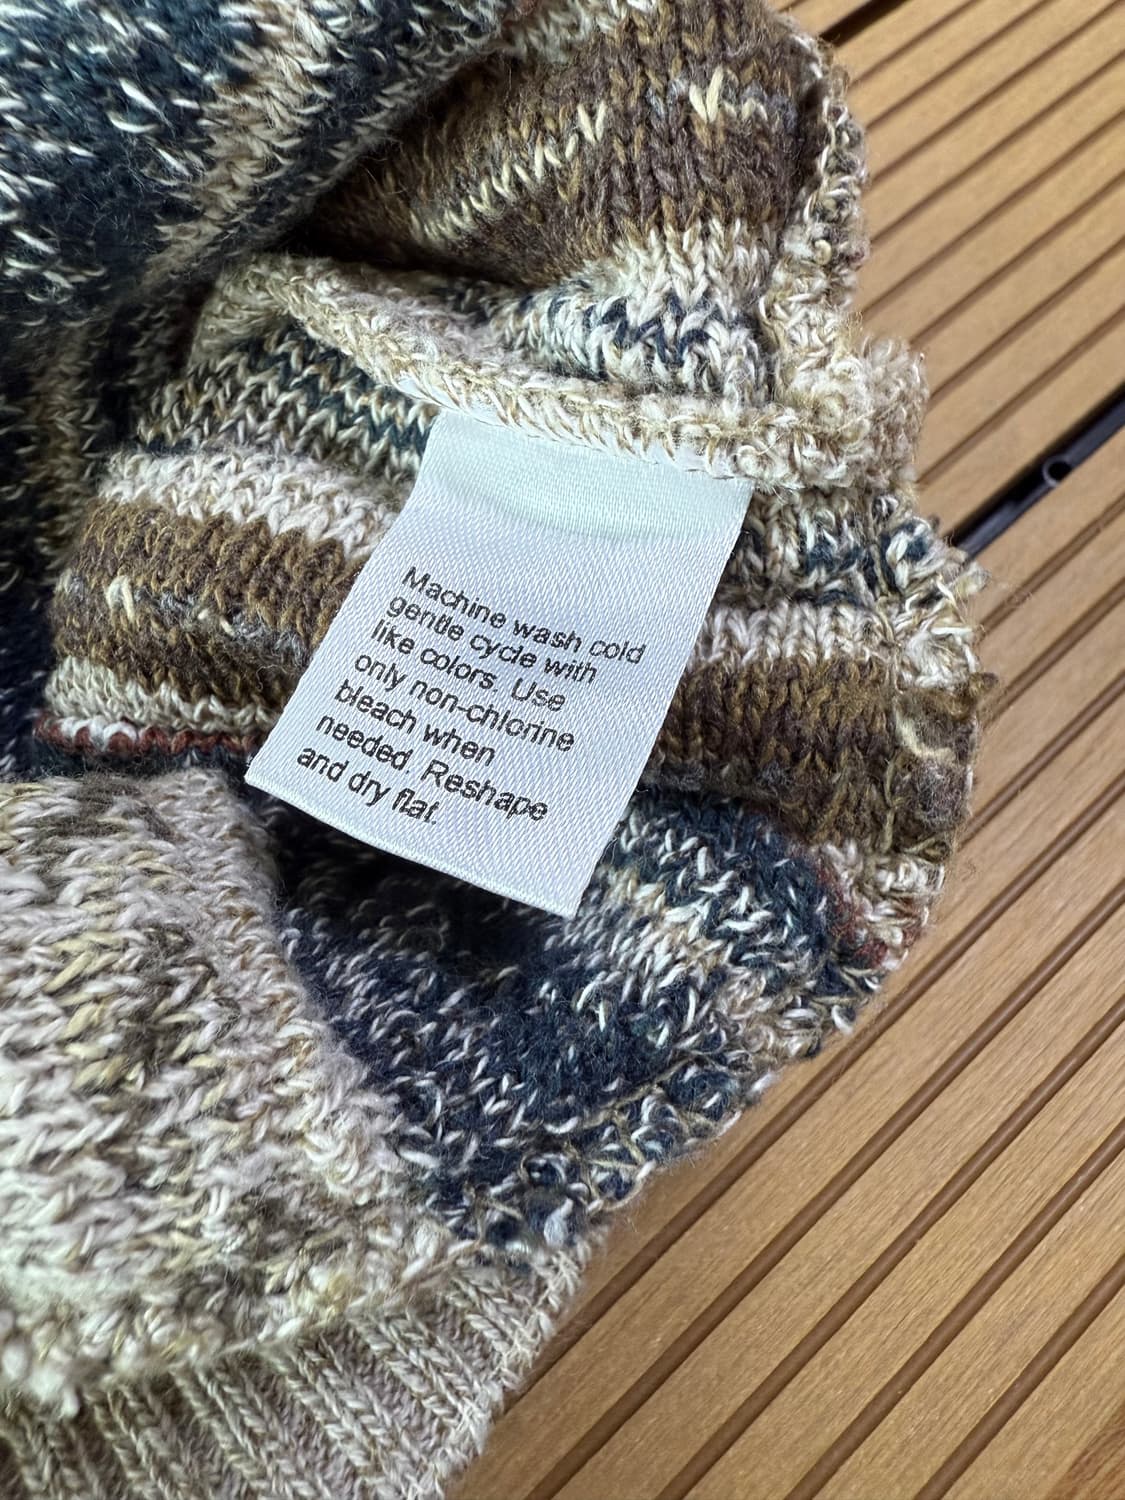 Machine wash cold
gentle cycle with
like colors. Use
only non-chlorine
bleach when
needed. Reshape
and dry flat.